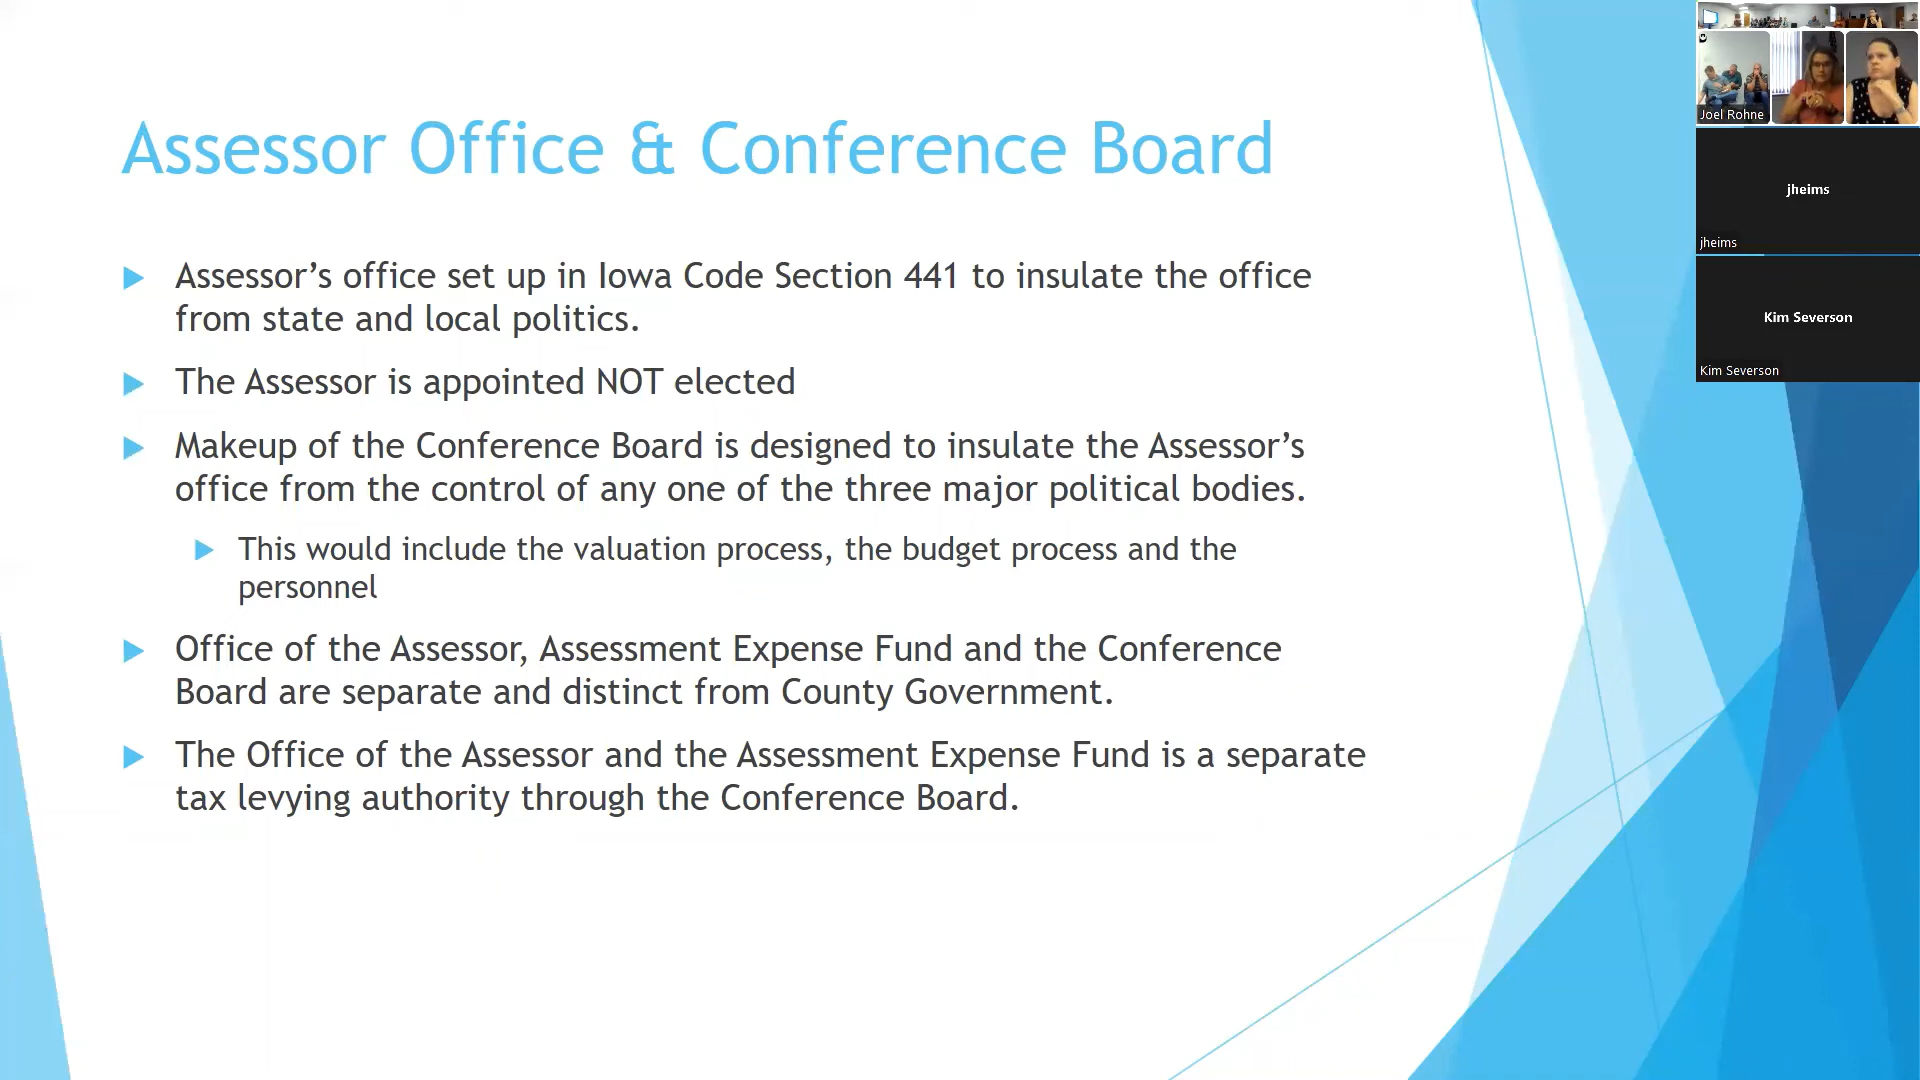 Assessor Office & Conference Board
Assessor’s office set up in Iowa Code Section 441 to insulate the office
from state and local politics.
The Assessor is appointed NOT elected
Makeup of the Conference Board is designed to insulate the Assessor’s
office from the control of any one of the three major political bodies.
This would include the valuation process, the budget process and the
personnel
Office of the Assessor, Assessment Expense Fund and the Conference
Board are separate and distinct from County Government.
The Office of the Assessor and the Assessment Expense Fund is a separate
tax levying authority through the Conference Board.
Joel Rohne
jheims
jheims
Kim Severson
Kim Severson